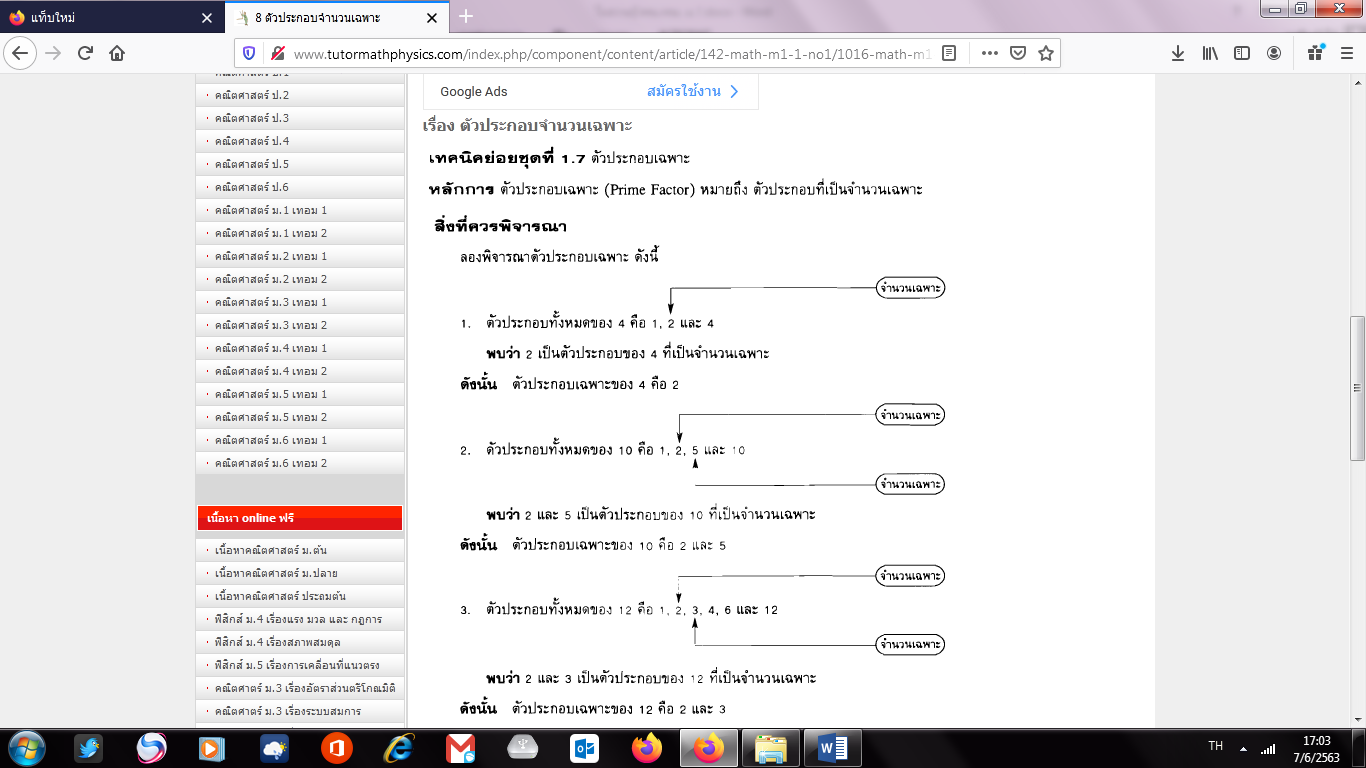 แท็บใหม่
8 ตัวประกอบจำนวนเฉพาะ
www.tutormathphysics.com/index.php/component/content/article/142-math-m1-1-no1/1016-math-m1
คณิตศาสตร์ ป.2
คณิตศาสตร์ ป.3
คณิตศาสตร์ ป.4
คณิตศาสตร์ ป.5
คณิตศาสตร์ ป.6
คณิตศาสตร์ ม.1 เทอม 1
คณิตศาสตร์ ม.1 เทอม 2
คณิตศาสตร์ ม.2 เทอม 1
คณิตศาสตร์ ม.2 เทอม 2
คณิตศาสตร์ ม.3 เทอม 1
คณิตศาสตร์ ม.3 เทอม 2
คณิตศาสตร์ ม.4 เทอม 1
คณิตศาสตร์ ม.4 เทอม 2
คณิตศาสตร์ ม.5 เทอม 1
คณิตศาสตร์ ม.5 เทอม 2
คณิตศาสตร์ ม.6 เทอม 1
คณิตศาสตร์ ม.6 เทอม 2
เนื้อหา online ฟรี
เนื้อหาคณิตศาสตร์ ม.ต้น
เนื้อหาคณิตศาสตร์ ม.ปลาย
เนื้อหาคณิตศาสตร์ ประถมต้น
ฟิสิกส์ ม.4 เรื่องแรง มวล และ กฎการ
ฟิสิกส์ ม.4 เรื่องสภาพสมดุล
ฟิสิกส์ ม.5 เรื่องการเคลื่อนที่แนวตรง
คณิตศาตร์ ม.3 เรื่องอัตราส่วนตรีโกณมิติ
คณิตศาตร์ ม.3 เรื่องระบบสมการ
Google Ads สมัครใช้งาน
เรื่อง ตัวประกอบจำนวนเฉพาะ
เทคนิคย่อยชุดที่ 1.7 ตัวประกอบเฉพาะ
หลักการ ตัวประกอบเฉพาะ (Prime Factor) หมายถึง ตัวประกอบที่เป็นจำนวนเฉพาะ
สิ่งที่ควรพิจารณา
ลองพิจารณาตัวประกอบเฉพาะ ดังนี้
จำนวนเฉพาะ
1. ตัวประกอบทั้งหมดของ 4 คือ 1, 2 และ 4
พบว่า 2 เป็นตัวประกอบของ 4 ที่เป็นจำนวนเฉพาะ
ดังนั้น ตัวประกอบเฉพาะของ 4 คือ 2
จำนวนเฉพาะ
2. ตัวประกอบทั้งหมดของ 10 คือ 1, 2, 5 และ 10
จำนวนเฉพาะ
พบว่า 2 และ 5 เป็นตัวประกอบของ 10 ที่เป็นจำนวนเฉพาะ
ดังนั้น ตัวประกอบเฉพาะของ 10 คือ 2 และ 5
จำนวนเฉพาะ
3. ตัวประกอบทั้งหมดของ 12 คือ 1, 2, 3, 4, 6 และ 12
จำนวนเฉพาะ
พบว่า 2 และ 3 เป็นตัวประกอบของ 12 ที่เป็นจำนวนเฉพาะ
ดังนั้น ตัวประกอบเฉพาะของ 12 คือ 2 และ 3
TH
17:03
7/6/2563